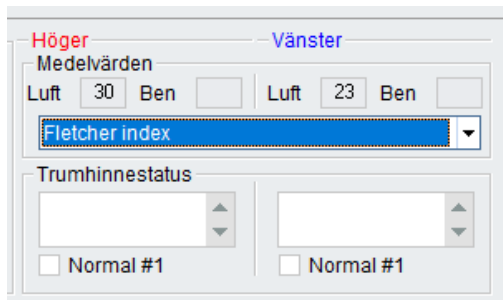 Höger Vänster
Medelvärden
Luft 30 Ben Luft 23 Ben
Fletcher index
Trumhinnestatus
Normal #1 Normal #1